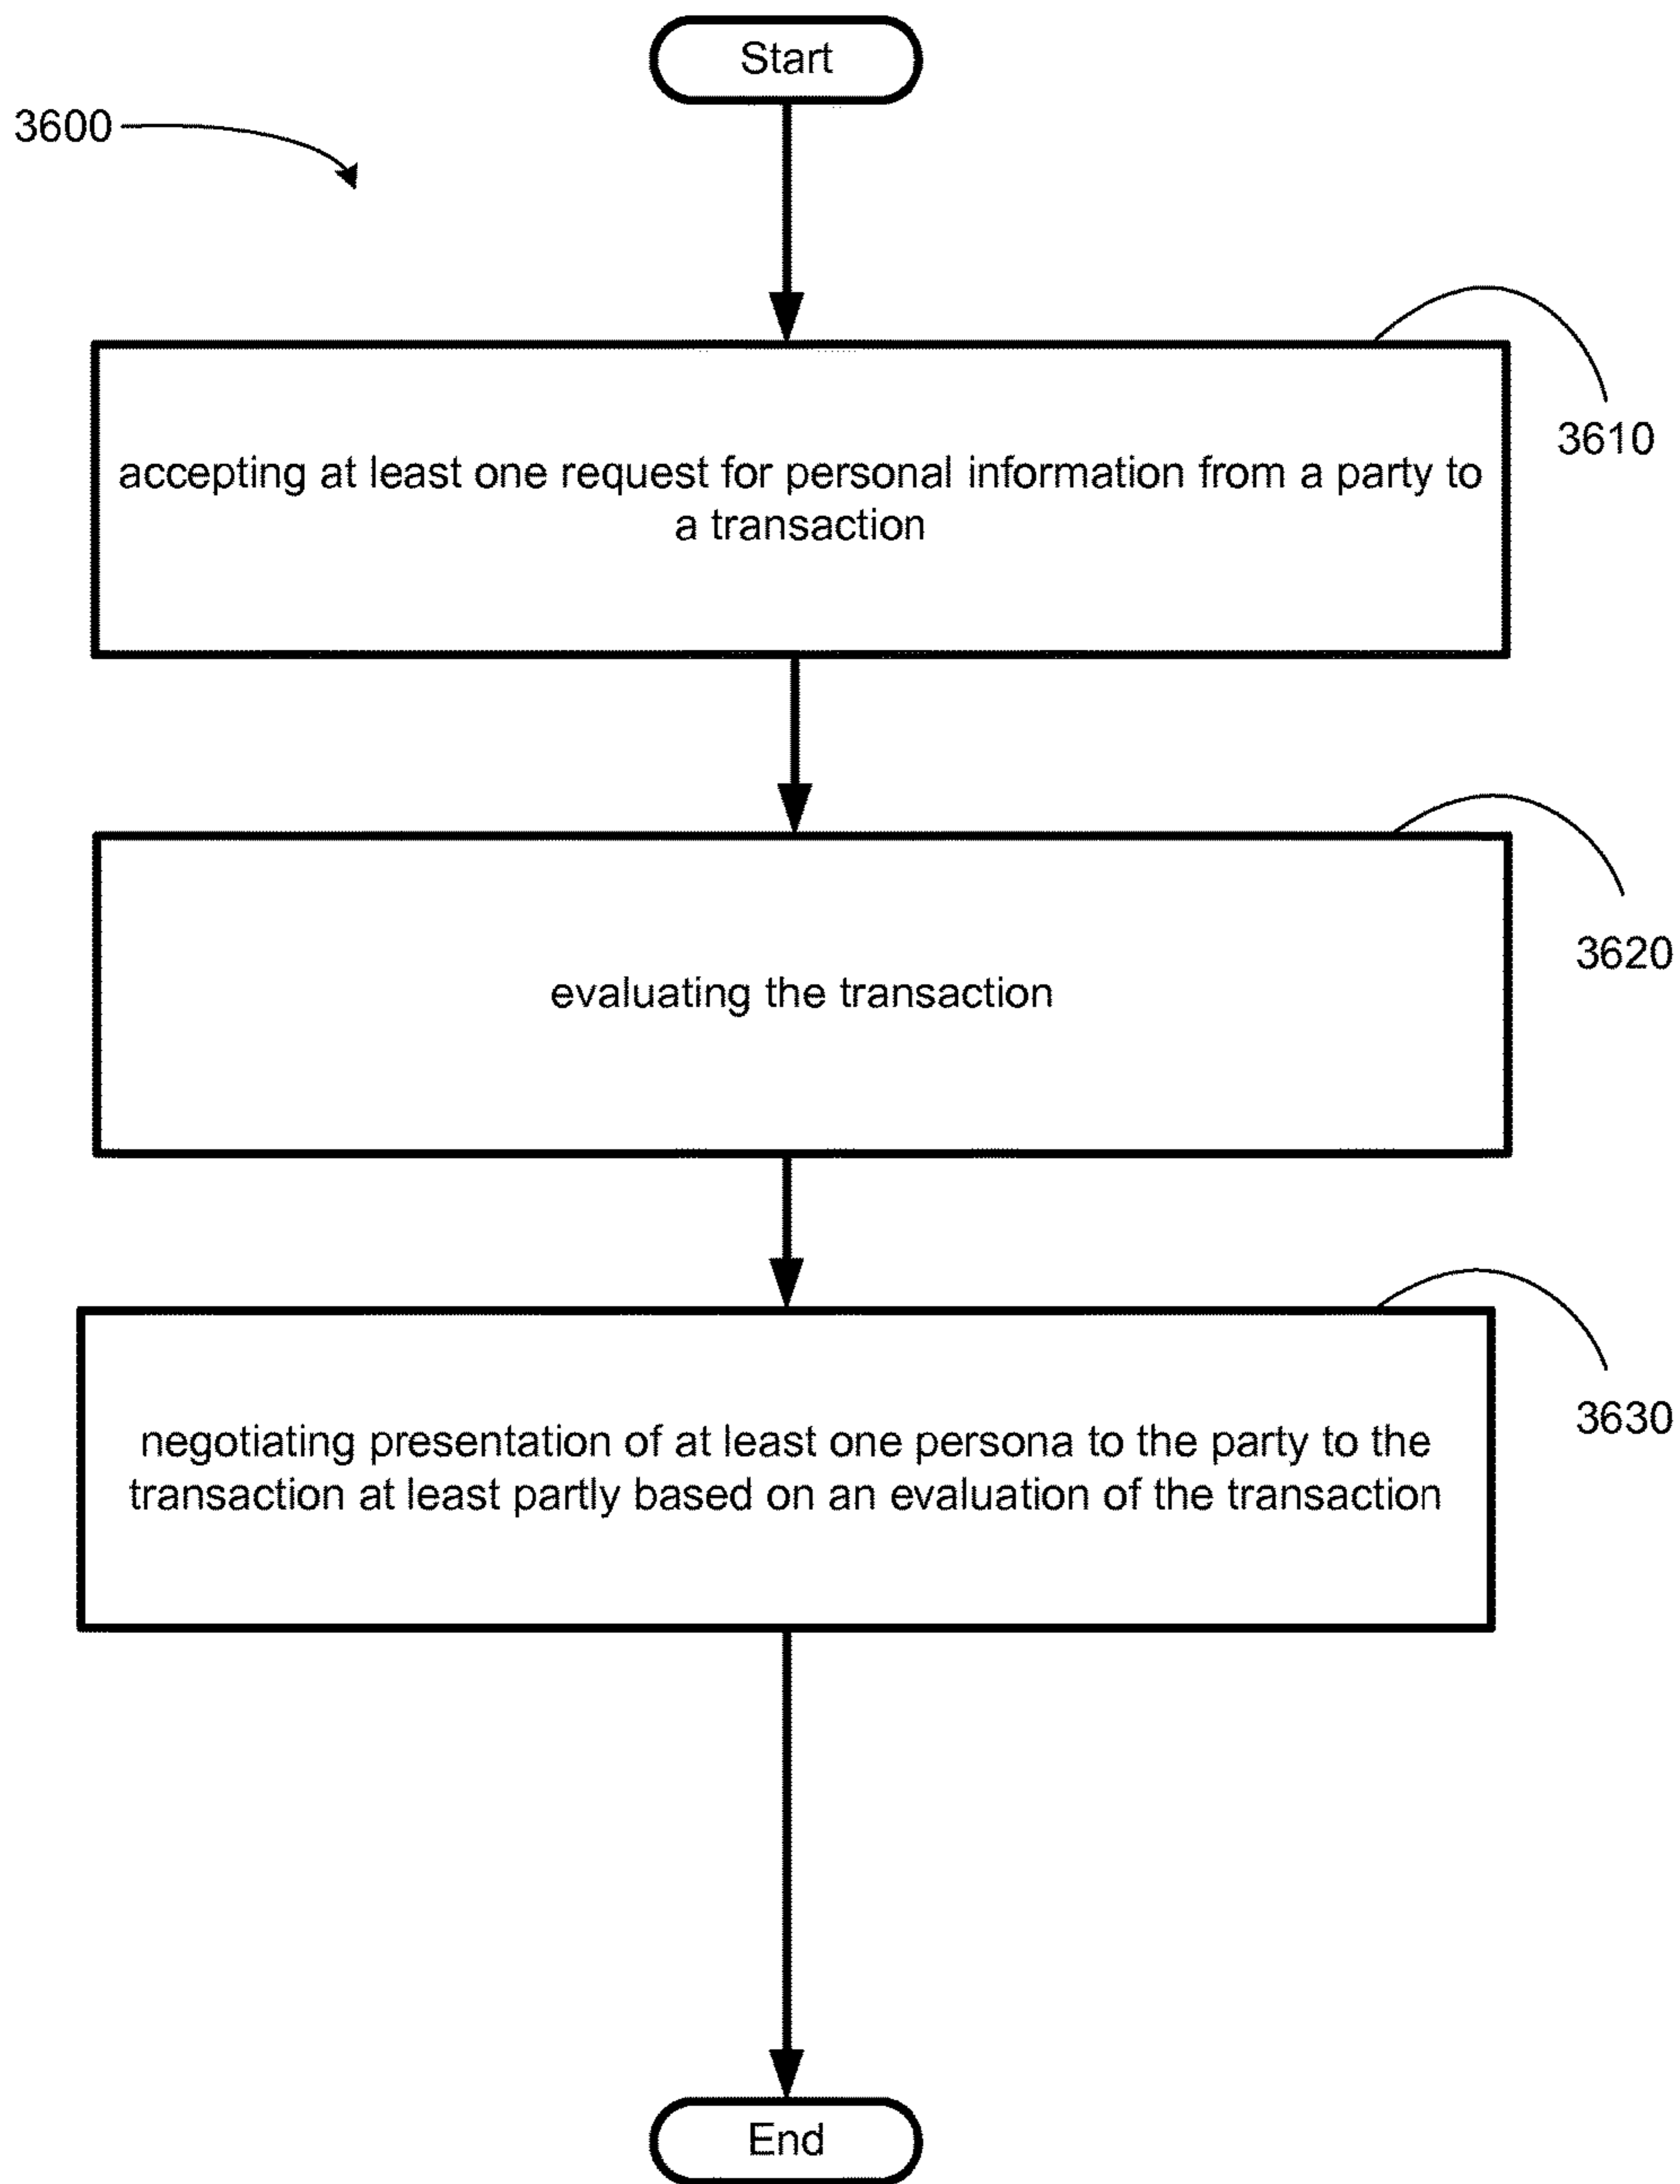 Start
3600
3610
accepting at least one request for personal information from a party to
a transaction
3620
evaluating the transaction
3630
negotiating presentation of at least one persona to the party to the
transaction at least partly based on an evaluation of the transaction
End